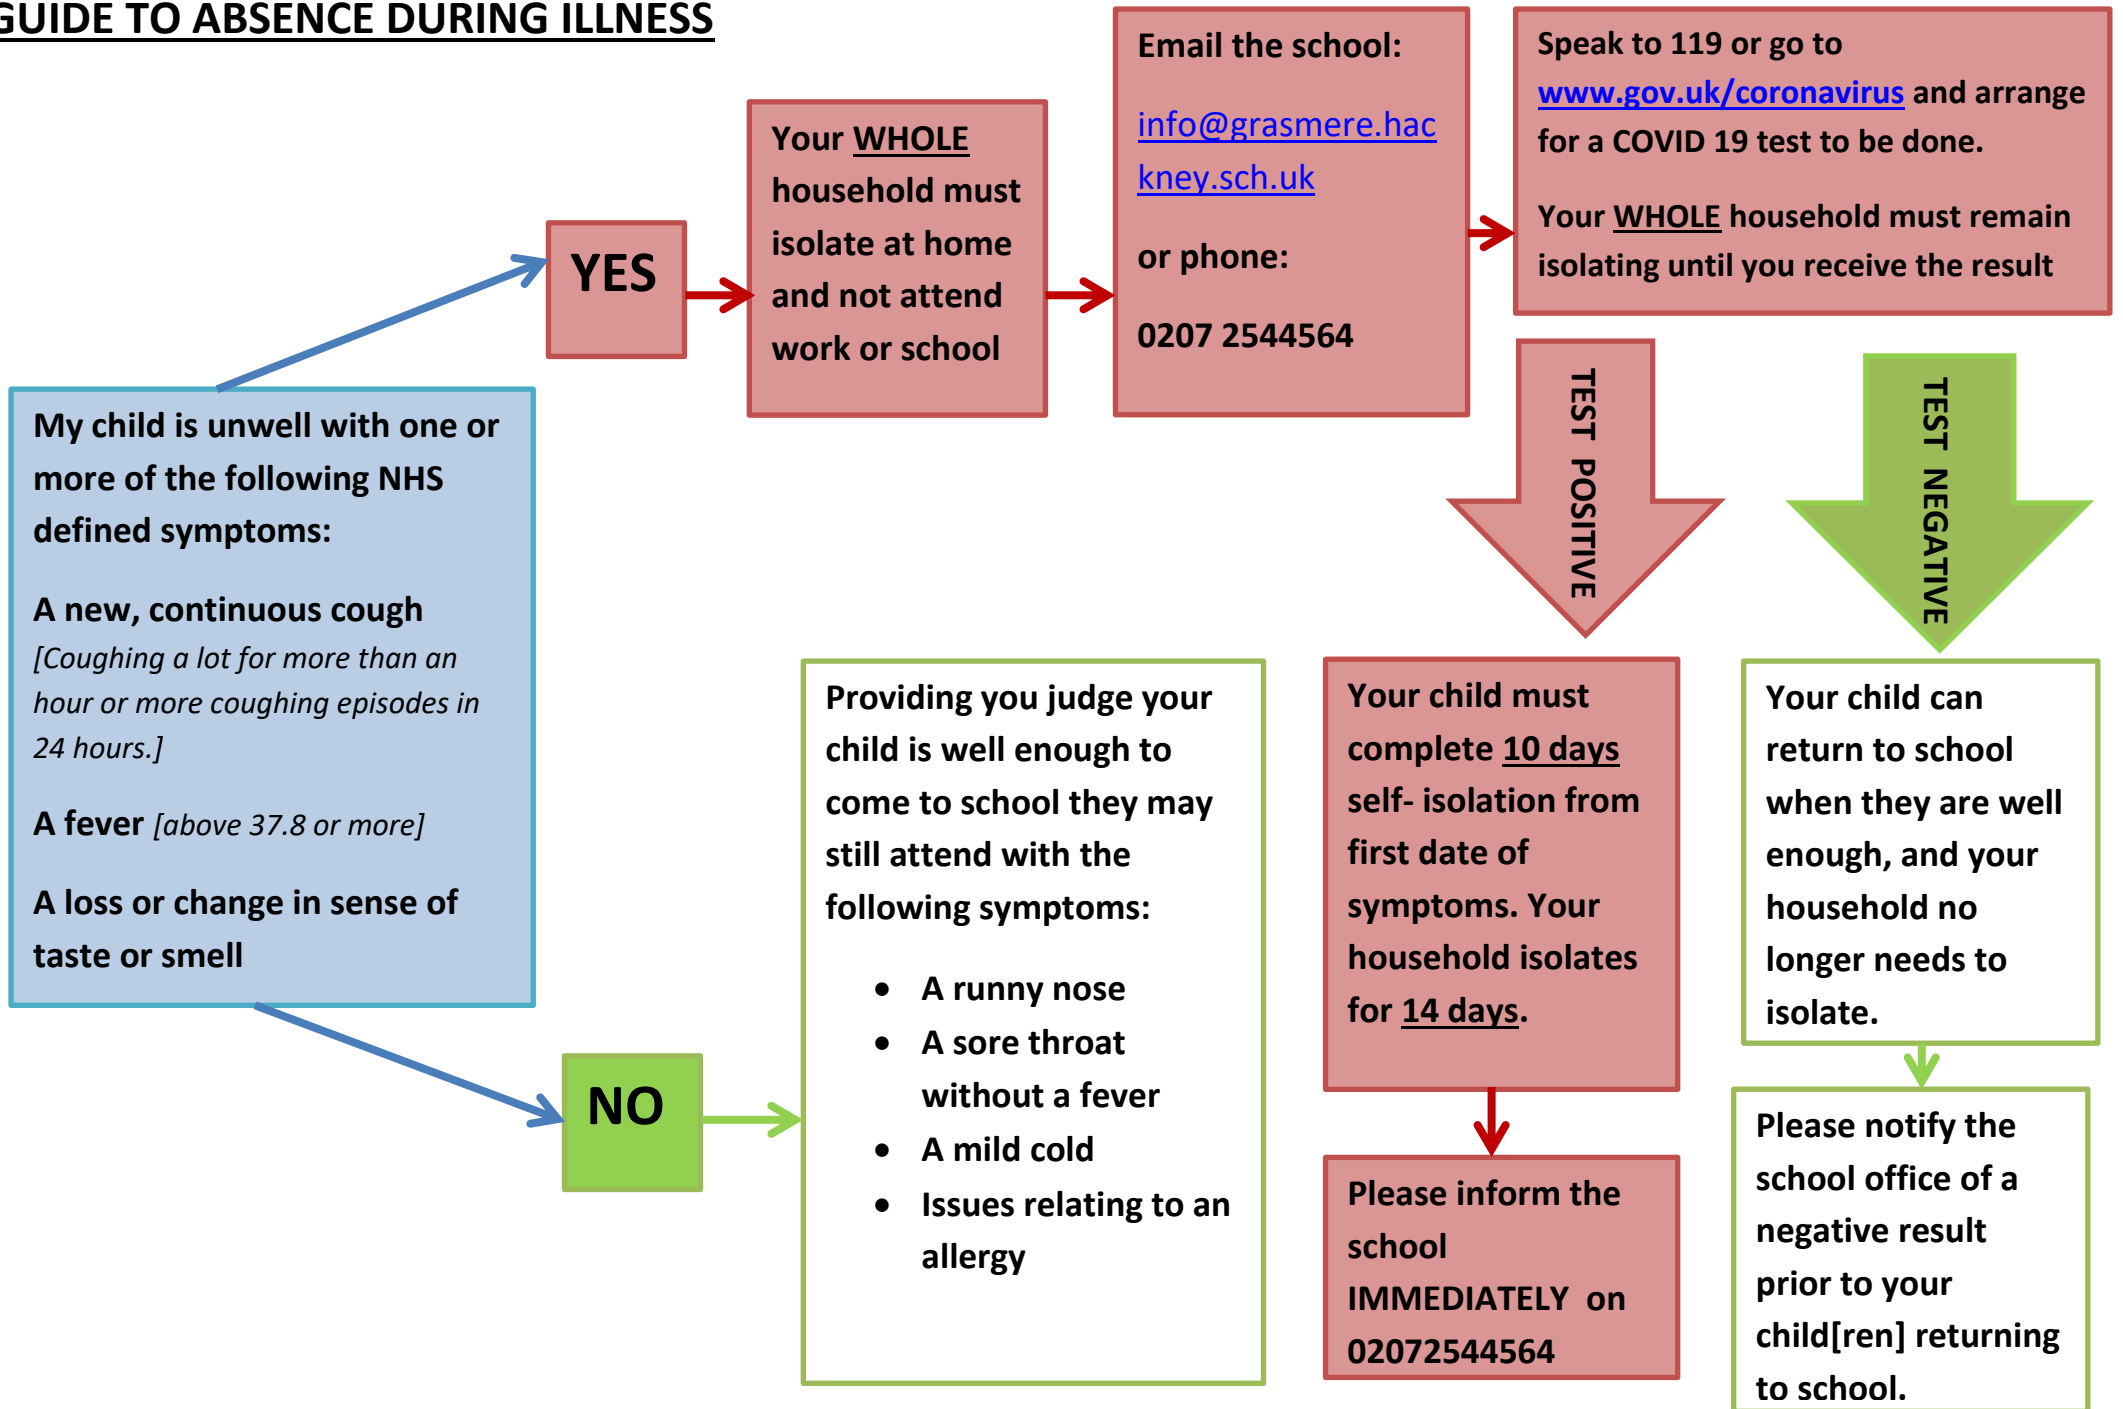 GUIDE TO ABSENCE DURING ILLNESS
My child is unwell with one or
more of the following NHS
defined symptoms:
A new, continuous cough
[Coughing a lot for more than an
hour or more coughing episodes in
24 hours.]
A fever [above 37.8 or more]
A loss or change in sense of
taste or smell
YES
Your WHOLE
household must
isolate at home
and not attend
work or school
Email the school:
info@grasmere.hac
kney.sch.uk
or phone:
0207 2544564
Speak to 119 or go to
www.gov.uk/coronavirus and arrange
for a COVID 19 test to be done.
Your WHOLE household must remain
isolating until you receive the result
TEST POSITIVE
Your child must
complete 10 days
self- isolation from
first date of
symptoms. Your
household isolates
for 14 days.
Please inform the
school
IMMEDIATELY on
02072544564
TEST NEGATIVE
Your child can
return to school
when they are well
enough, and your
household no
longer needs to
isolate.
Please notify the
school office of a
negative result
prior to your
child[ren] returning
to school.
NO
Providing you judge your
child is well enough to
come to school they may
still attend with the
following symptoms:
• A runny nose
• A sore throat
without a fever
• A mild cold
• Issues relating to an
allergy